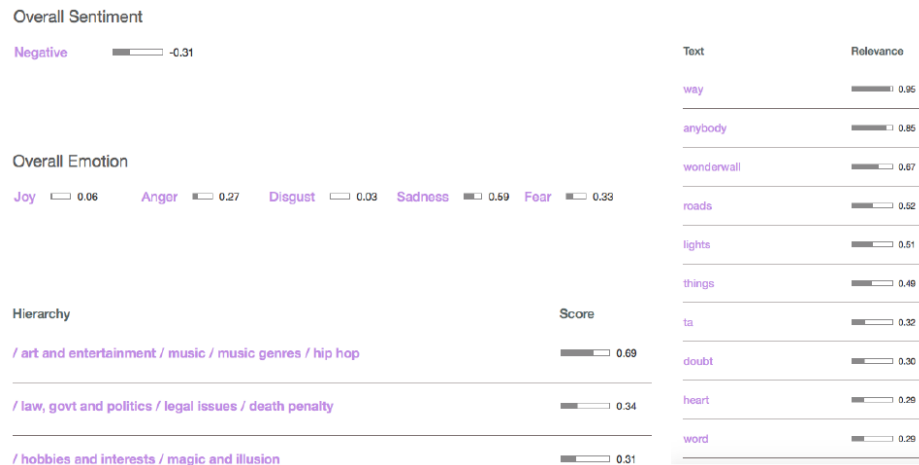 Overall Sentiment
Negative -0.31
Overall Emotion
Joy 0.06 Anger 0.27 Disgust 0.03 Sadness 0.59 Fear 0.33
Hierarchy Score
/ art and entertainment / music / music genres / hip hop 0.69
/ law, govt and politics / legal issues / death penalty 0.34
/ hobbies and interests / magic and illusion 0.31
Text Relevance
way 0.95
anybody 0.85
wonderwall 0.67
roads 0.52
lights 0.51
things 0.49
ta 0.32
doubt 0.30
heart 0.29
word 0.29